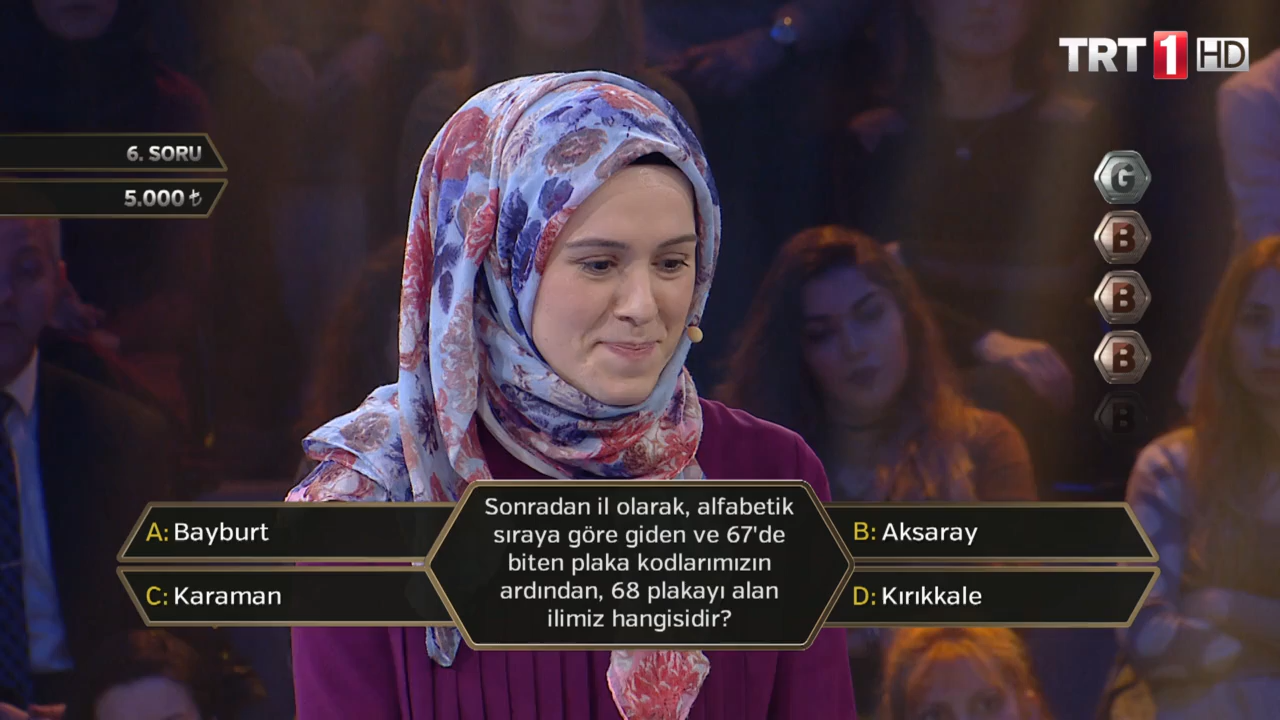 TRT 1 HD
6. SORU
5.000 ₺
G
B
B
B
B
Sonradan il olarak, alfabetik
sıraya göre giden ve 67'de
biten plaka kodlarımızın
ardından, 68 plakayı alan
ilimiz hangisidir?
A: Bayburt
B: Aksaray
C: Karaman
D: Kırıkkale